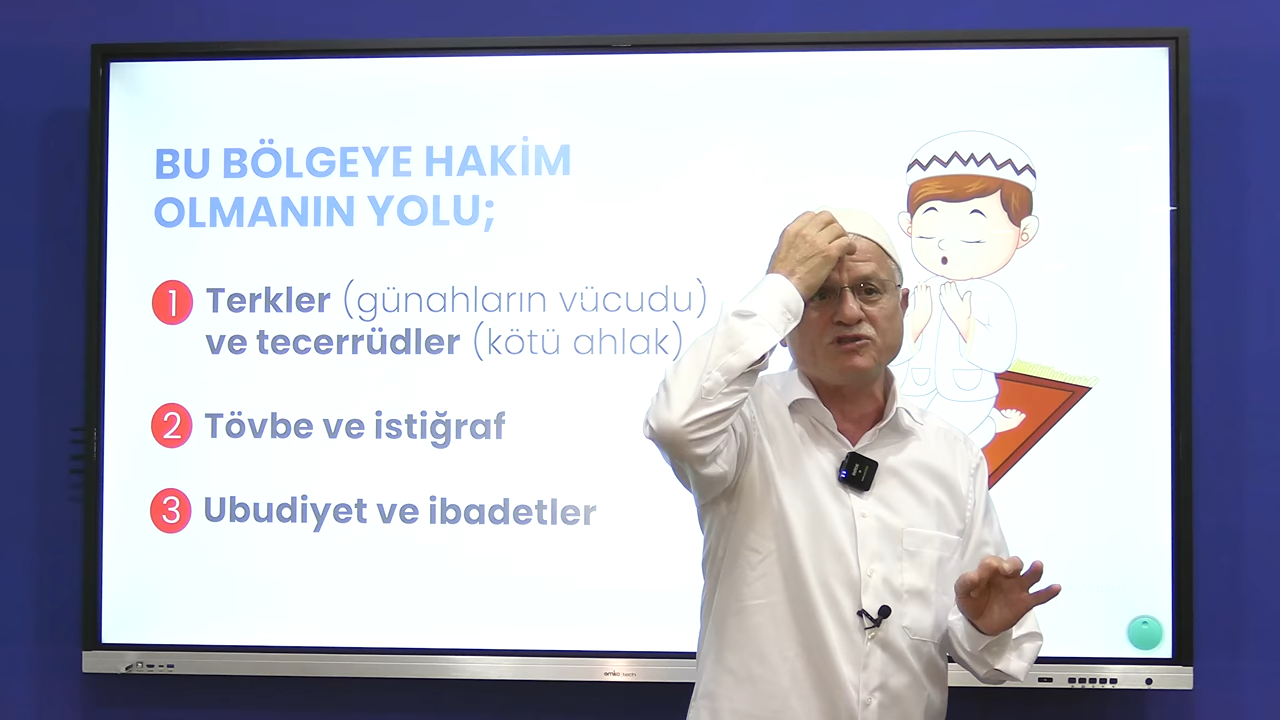 BU BÖLGEYE HAKİM
OLMANIN YOLU;
1 Terkler (günahların vücudu)
ve tecerrüdler (kötü ahlak)
2 Tövbe ve istiğraf
3 Ubudiyet ve ibadetler